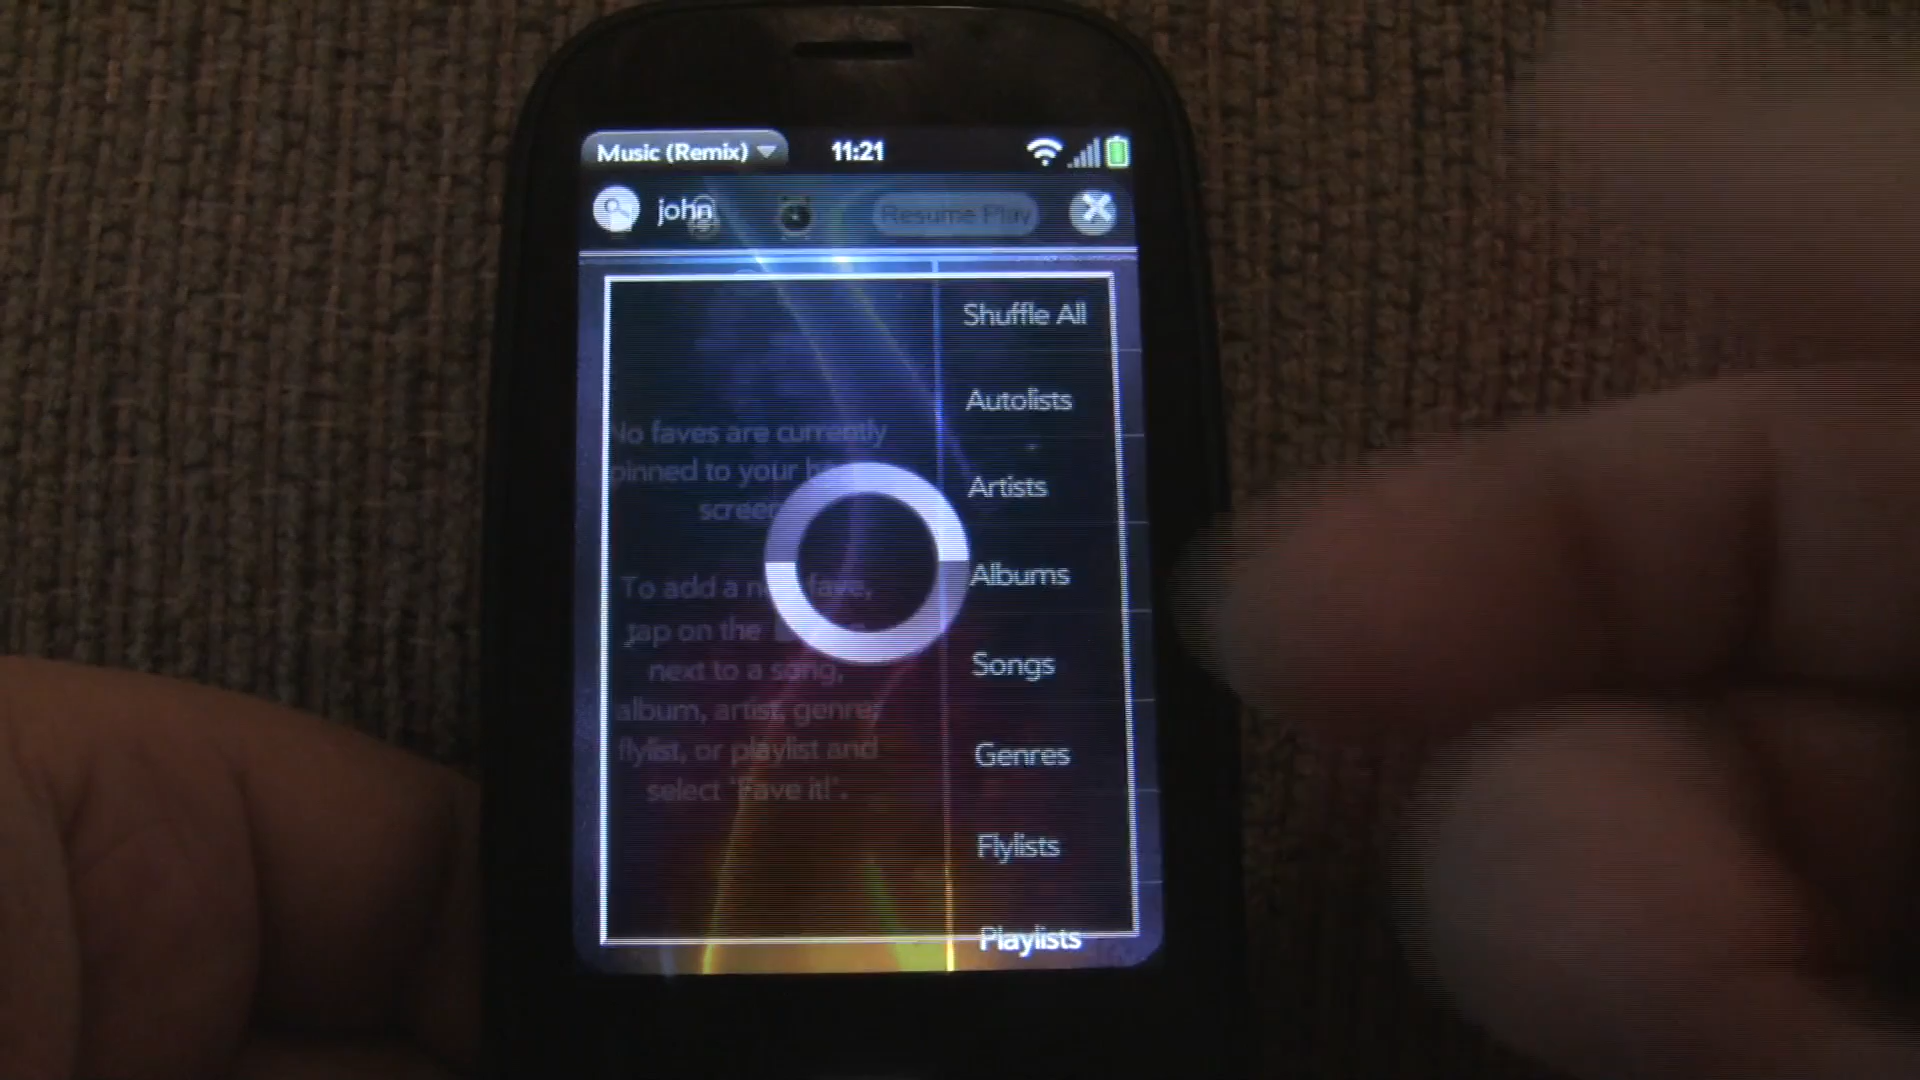 Music (Remix)
11:21
john
Resume Play
Shuffle All
Autolists
Artists
Albums
Songs
Genres
Flylists
Playlists
No faves are currently
pinned to your
screen
To add a fave,
tap on the
next to a song,
album, artist, genre,
flylist, or playlist and
select 'Fave it!'.